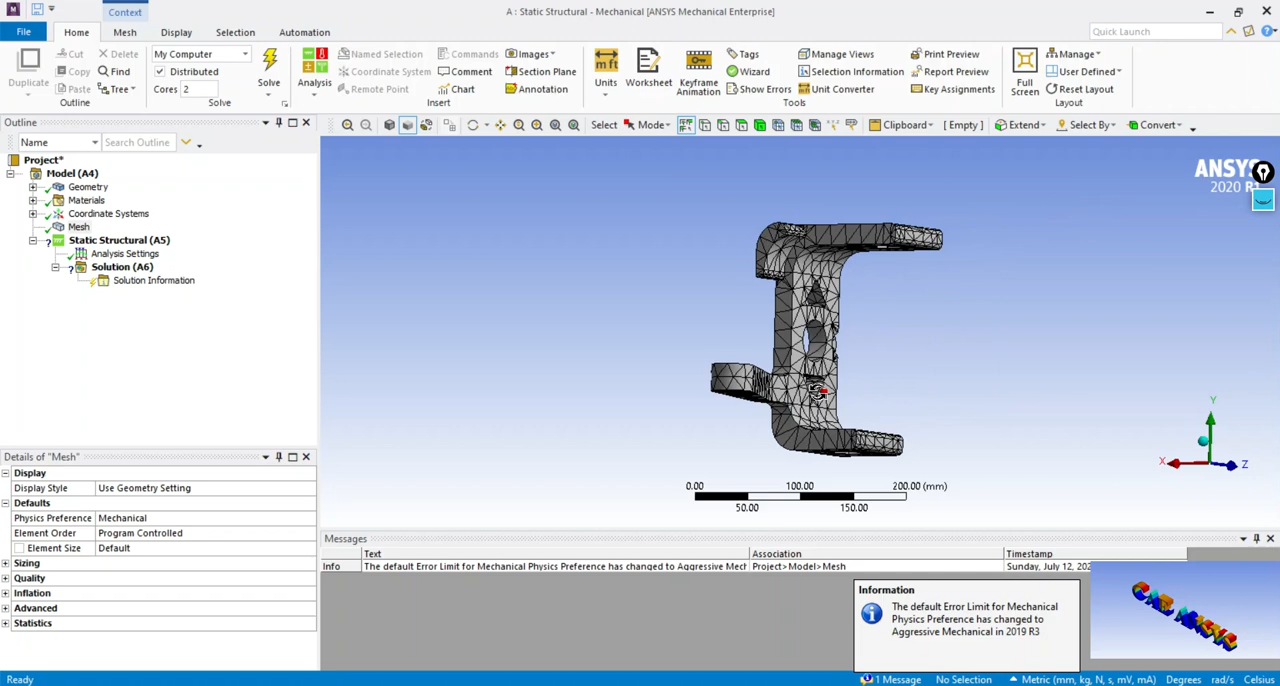 Context
A : Static Structural - Mechanical [ANSYS Mechanical Enterprise]
File Home Mesh Display Selection Automation Quick Launch
Duplicate Cut Copy Paste Delete Find Tree
Outline
My Computer
Distributed
Cores 2
Solve
Solve
Analysis
Named Selection Commands Images
Coordinate System Comment Section Plane
Remote Point Chart Annotation
Insert
Units Worksheet Keyframe Animation
Tags Manage Views Print Preview
Wizard Selection Information Report Preview
Show Errors Unit Converter Key Assignments
Tools
Full Screen
Manage
User Defined
Reset Layout
Layout
Outline
Select Mode Clipboard [ Empty ] Extend Select By Convert
Name Search Outline
Project*
Model (A4)
Geometry
Materials
Coordinate Systems
Mesh
Static Structural (A5)
Analysis Settings
Solution (A6)
Solution Information
ANSYS
2020 R1
Y
X
Z
0.00 100.00 200.00 (mm)
50.00 150.00
Details of "Mesh"
Display
Display Style Use Geometry Setting
Defaults
Physics Preference Mechanical
Element Order Program Controlled
Element Size Default
Sizing
Quality
Inflation
Advanced
Statistics
Messages
Text Association Timestamp
Info The default Error Limit for Mechanical Physics Preference has changed to Aggressive Mech Project>Model>Mesh Sunday, July 12, 202
Information
The default Error Limit for Mechanical
Physics Preference has changed to
Aggressive Mechanical in 2019 R3
Ready 1 Message No Selection Metric (mm, kg, N, s, mV, mA) Degrees rad/s Celsius